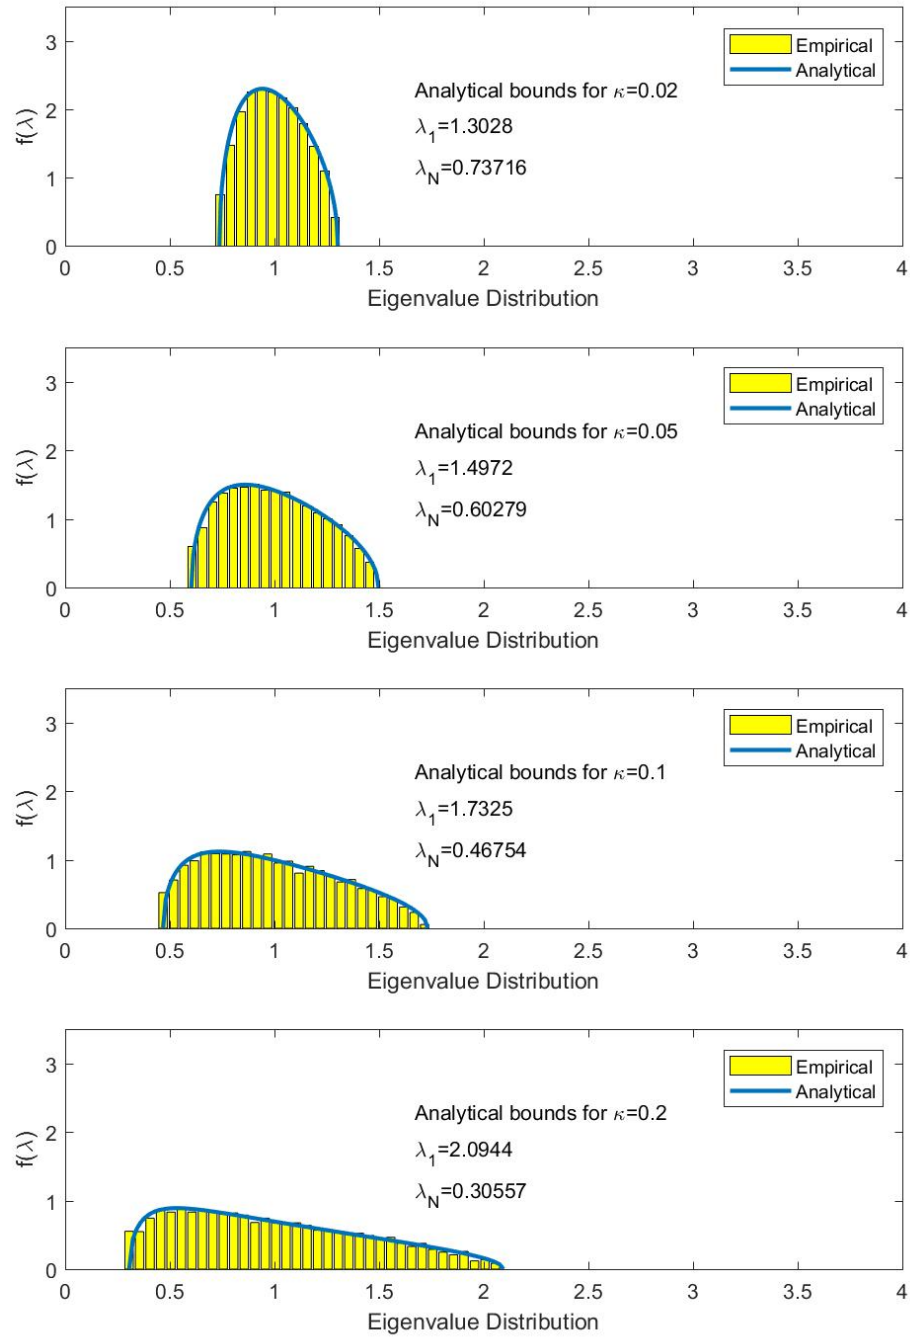 3
Empirical
Analytical
Analytical bounds for κ=0.02
2
λ1=1.3028
f(λ)
λN=0.73716
1
0
0
0.5
1
1.5
2
2.5
3
3.5
4
Eigenvalue Distribution
3
Empirical
Analytical
Analytical bounds for κ=0.05
2
λ1=1.4972
f(λ)
λN=0.60279
1
0
0
0.5
1
1.5
2
2.5
3
3.5
4
Eigenvalue Distribution
3
Empirical
Analytical
Analytical bounds for κ=0.1
2
λ1=1.7325
f(λ)
λN=0.46754
1
0
0
0.5
1
1.5
2
2.5
3
3.5
4
Eigenvalue Distribution
3
Empirical
Analytical
Analytical bounds for κ=0.2
2
λ1=2.0944
f(λ)
λN=0.30557
1
0
0
0.5
1
1.5
2
2.5
3
3.5
4
Eigenvalue Distribution